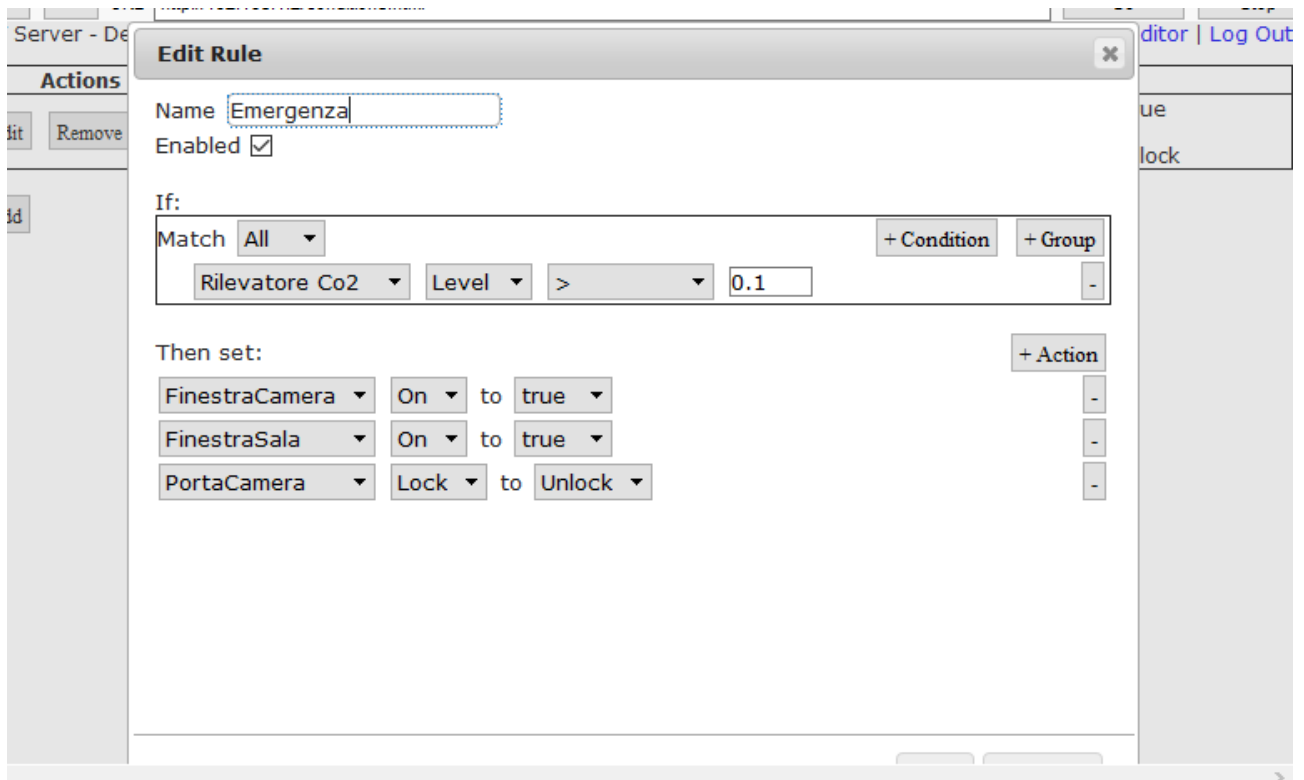 Server - De
ditor | Log Out
Edit Rule
Actions
Name Emergenza
ue
dit Remove
Enabled
lock
If:
dd
Match All + Condition + Group
Rilevatore Co2 Level > 0.1 -
Then set: + Action
FinestraCamera On to true -
FinestraSala On to true -
PortaCamera Lock to Unlock -